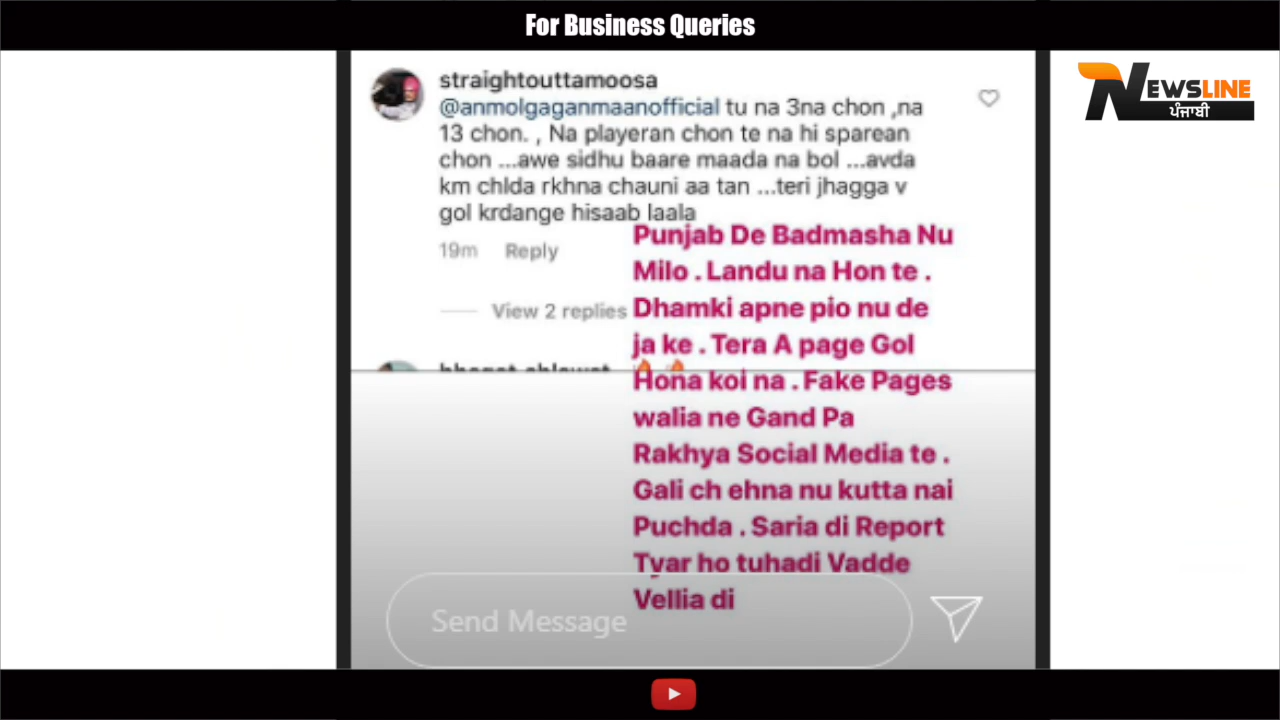 For Business Queries
NEWSLINE
ਪੰਜਾਬੀ
straightouttamoosa
@anmolgaganmaanofficial tu na 3na chon ,na
13 chon. , Na playeran chon te na hi sparean
chon ...awe sidhu baare maada na bol ...avda
km chlda rkhna chauni aa tan ...teri jhagga v
gol krdange hisaab laala
19m Reply
View 2 replies
Punjab De Badmasha Nu
Milo . Landu na Hon te .
Dhamki apne pio nu de
ja ke . Tera A page Gol
Hona koi na . Fake Pages
walia ne Gand Pa
Rakhya Social Media te .
Gali ch ehna nu kutta nai
Puchda . Saria di Report
Tyar ho tuhadi Vadde
Vellia di
Send Message